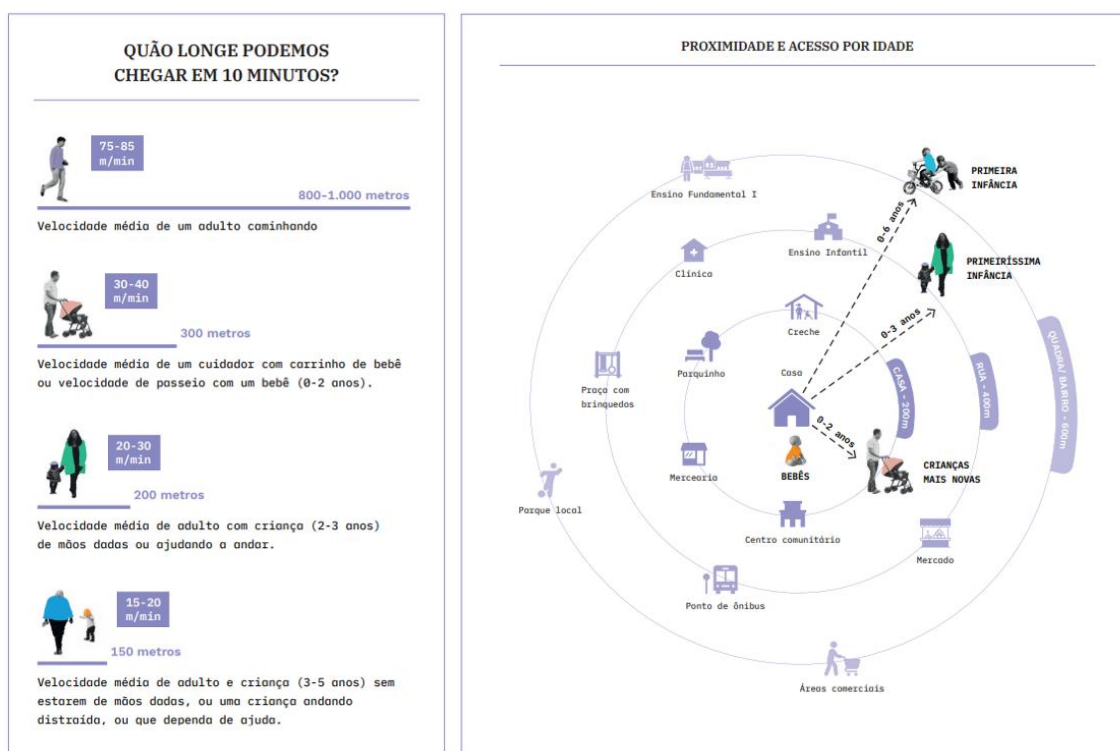 QUÃO LONGE PODEMOS
CHEGAR EM 10 MINUTOS?
75-85
m/min
800-1.000 metros
Velocidade média de um adulto caminhando
30-40
m/min
300 metros
Velocidade média de um cuidador com carrinho de bebê
ou velocidade de passeio com um bebê (0-2 anos).
20-30
m/min
200 metros
Velocidade média de adulto com criança (2-3 anos)
de mãos dadas ou ajudando a andar.
15-20
m/min
150 metros
Velocidade média de adulto e criança (3-5 anos) sem
estarem de mãos dadas, ou uma criança andando
distraída, ou que dependa de ajuda.
PROXIMIDADE E ACESSO POR IDADE
PRIMEIRA
INFÂNCIA
Ensino Fundamental I
0-6 anos
Ensino Infantil
PRIMEIRÍSSIMA
INFÂNCIA
Clínica
0-3 anos
Creche
Parquinho
Casa
Praça com
brinquedos
CASA - 200m
RUA - 400m
QUADRA/ BAIRRO - 600m
0-2 anos
Mercearia
BEBÊS
CRIANÇAS
MAIS NOVAS
Parque local
Centro comunitário
Mercado
Ponto de ônibus
Áreas comerciais